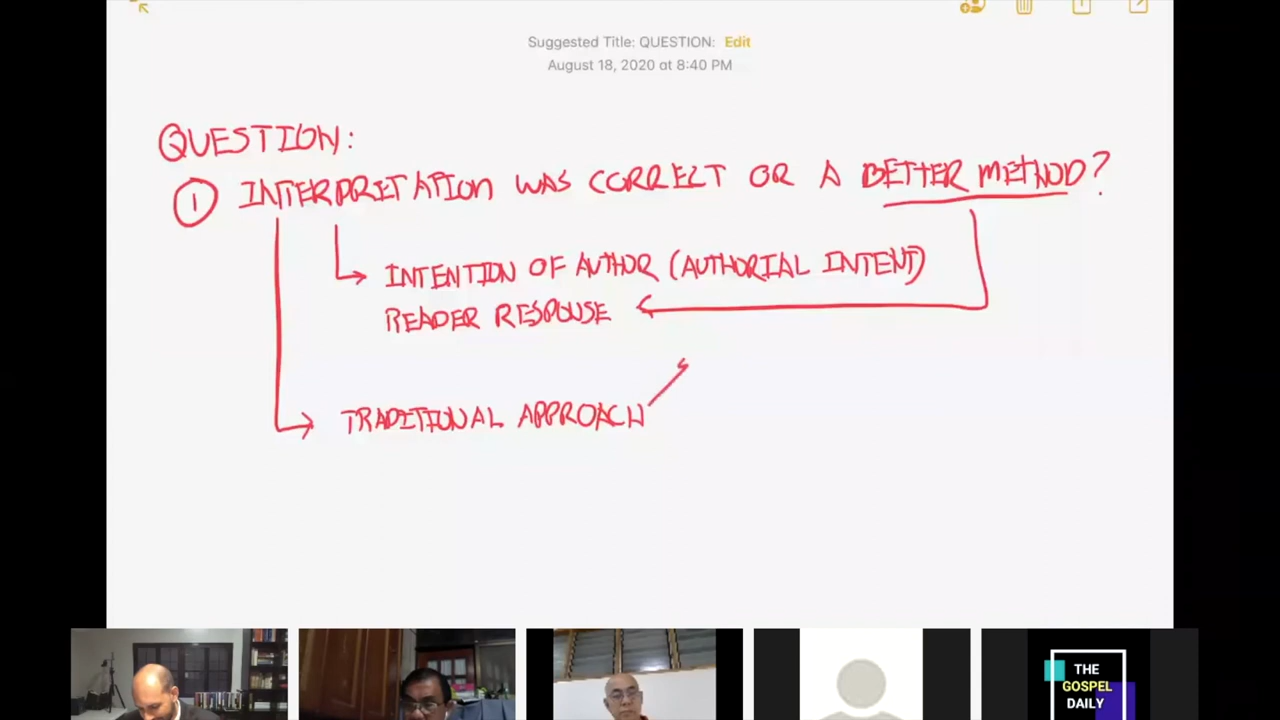 Suggested Title: QUESTION: Edit
August 18, 2020 at 8:40 PM
QUESTION:
1 INTERPRETATION WAS CORRECT OR A BETTER METHOD?
INTENTION OF AUTHOR (AUTHORIAL INTENT)
READER RESPONSE
TRADITIONAL APPROACH
THE
GOSPEL
DAILY